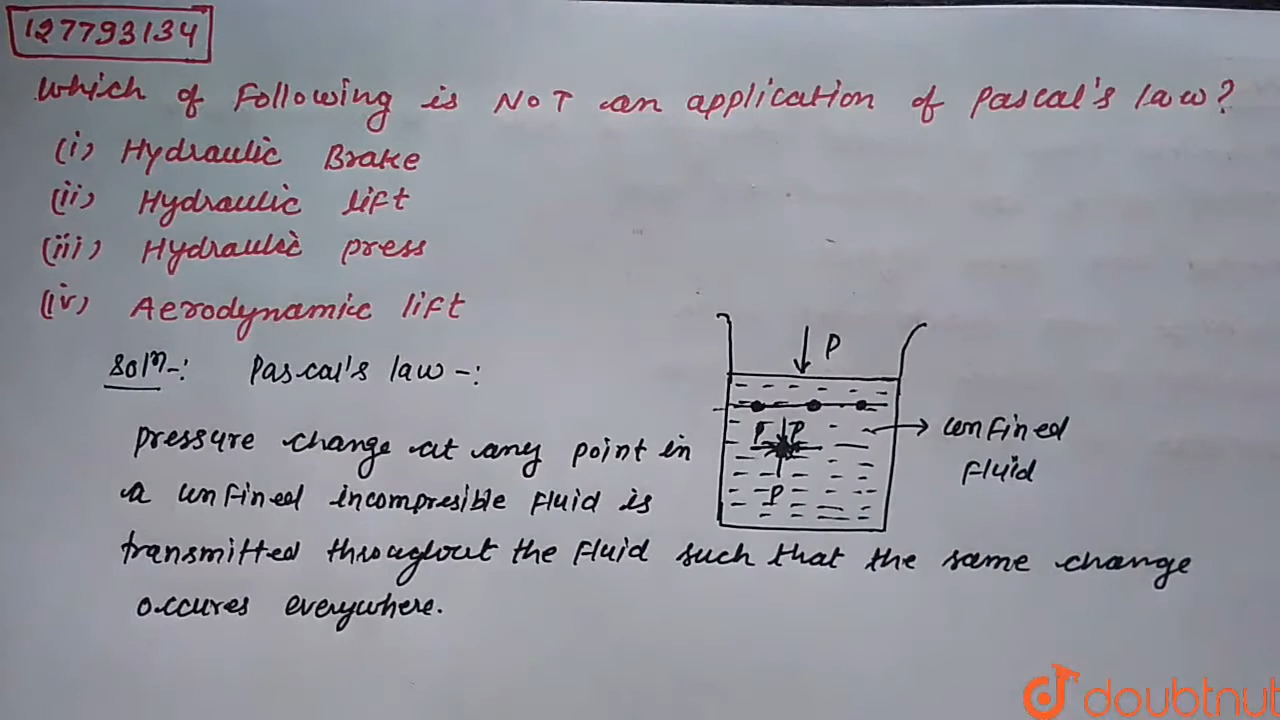 127793134
Which of Following is NOT an application of Pascal's law?
(i) Hydraulic Brake
(ii) Hydraulic lift
(iii) Hydraulic press
(iv) Aerodynamic lift
Solⁿ-: Pascal's law -:
P
pressure change at any point in
a confined incompresible Fluid is
transmitted throughout the Fluid such that the same change
occures everywhere.
P P
P
confined
Fluid
doubtnut